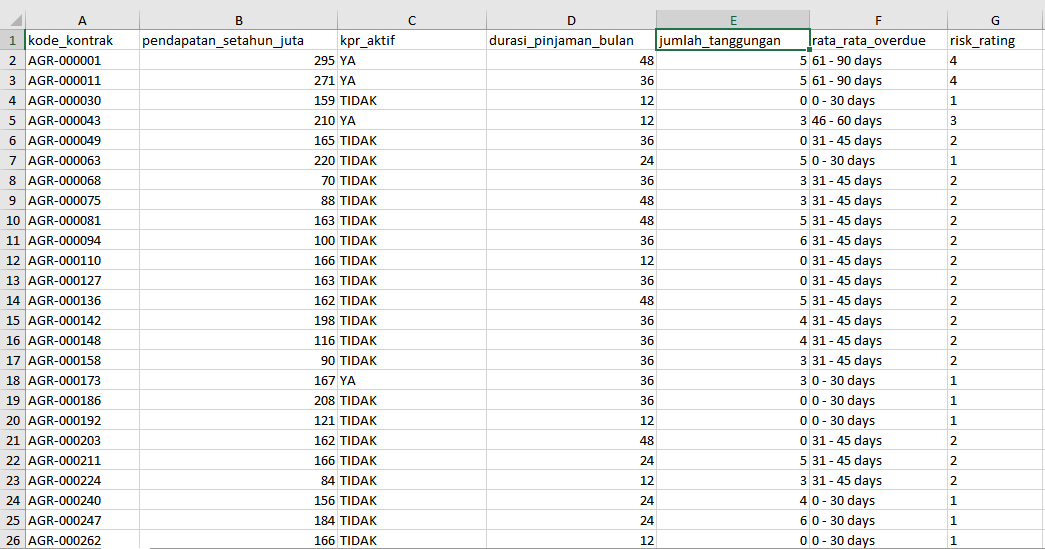 A B C D E F G
1 kode_kontrak pendapatan_setahun_juta kpr_aktif durasi_pinjaman_bulan jumlah_tanggungan rata_rata_overdue risk_rating
2 AGR-000001 295 YA 48 5 61 - 90 days 4
3 AGR-000011 271 YA 36 5 61 - 90 days 4
4 AGR-000030 159 TIDAK 12 0 0 - 30 days 1
5 AGR-000043 210 YA 12 3 46 - 60 days 3
6 AGR-000049 165 TIDAK 36 0 31 - 45 days 2
7 AGR-000063 220 TIDAK 24 5 0 - 30 days 1
8 AGR-000068 70 TIDAK 36 3 31 - 45 days 2
9 AGR-000075 88 TIDAK 48 3 31 - 45 days 2
10 AGR-000081 163 TIDAK 48 5 31 - 45 days 2
11 AGR-000094 100 TIDAK 36 6 31 - 45 days 2
12 AGR-000110 166 TIDAK 12 0 31 - 45 days 2
13 AGR-000127 163 TIDAK 36 0 31 - 45 days 2
14 AGR-000136 162 TIDAK 48 5 31 - 45 days 2
15 AGR-000142 198 TIDAK 36 4 31 - 45 days 2
16 AGR-000148 116 TIDAK 36 4 31 - 45 days 2
17 AGR-000158 90 TIDAK 36 3 31 - 45 days 2
18 AGR-000173 167 YA 36 3 0 - 30 days 1
19 AGR-000186 208 TIDAK 36 0 0 - 30 days 1
20 AGR-000192 121 TIDAK 12 0 0 - 30 days 1
21 AGR-000203 162 TIDAK 48 0 31 - 45 days 2
22 AGR-000211 166 TIDAK 24 5 31 - 45 days 2
23 AGR-000224 84 TIDAK 12 3 31 - 45 days 2
24 AGR-000240 156 TIDAK 24 4 0 - 30 days 1
25 AGR-000247 184 TIDAK 24 6 0 - 30 days 1
26 AGR-000262 166 TIDAK 12 0 0 - 30 days 1